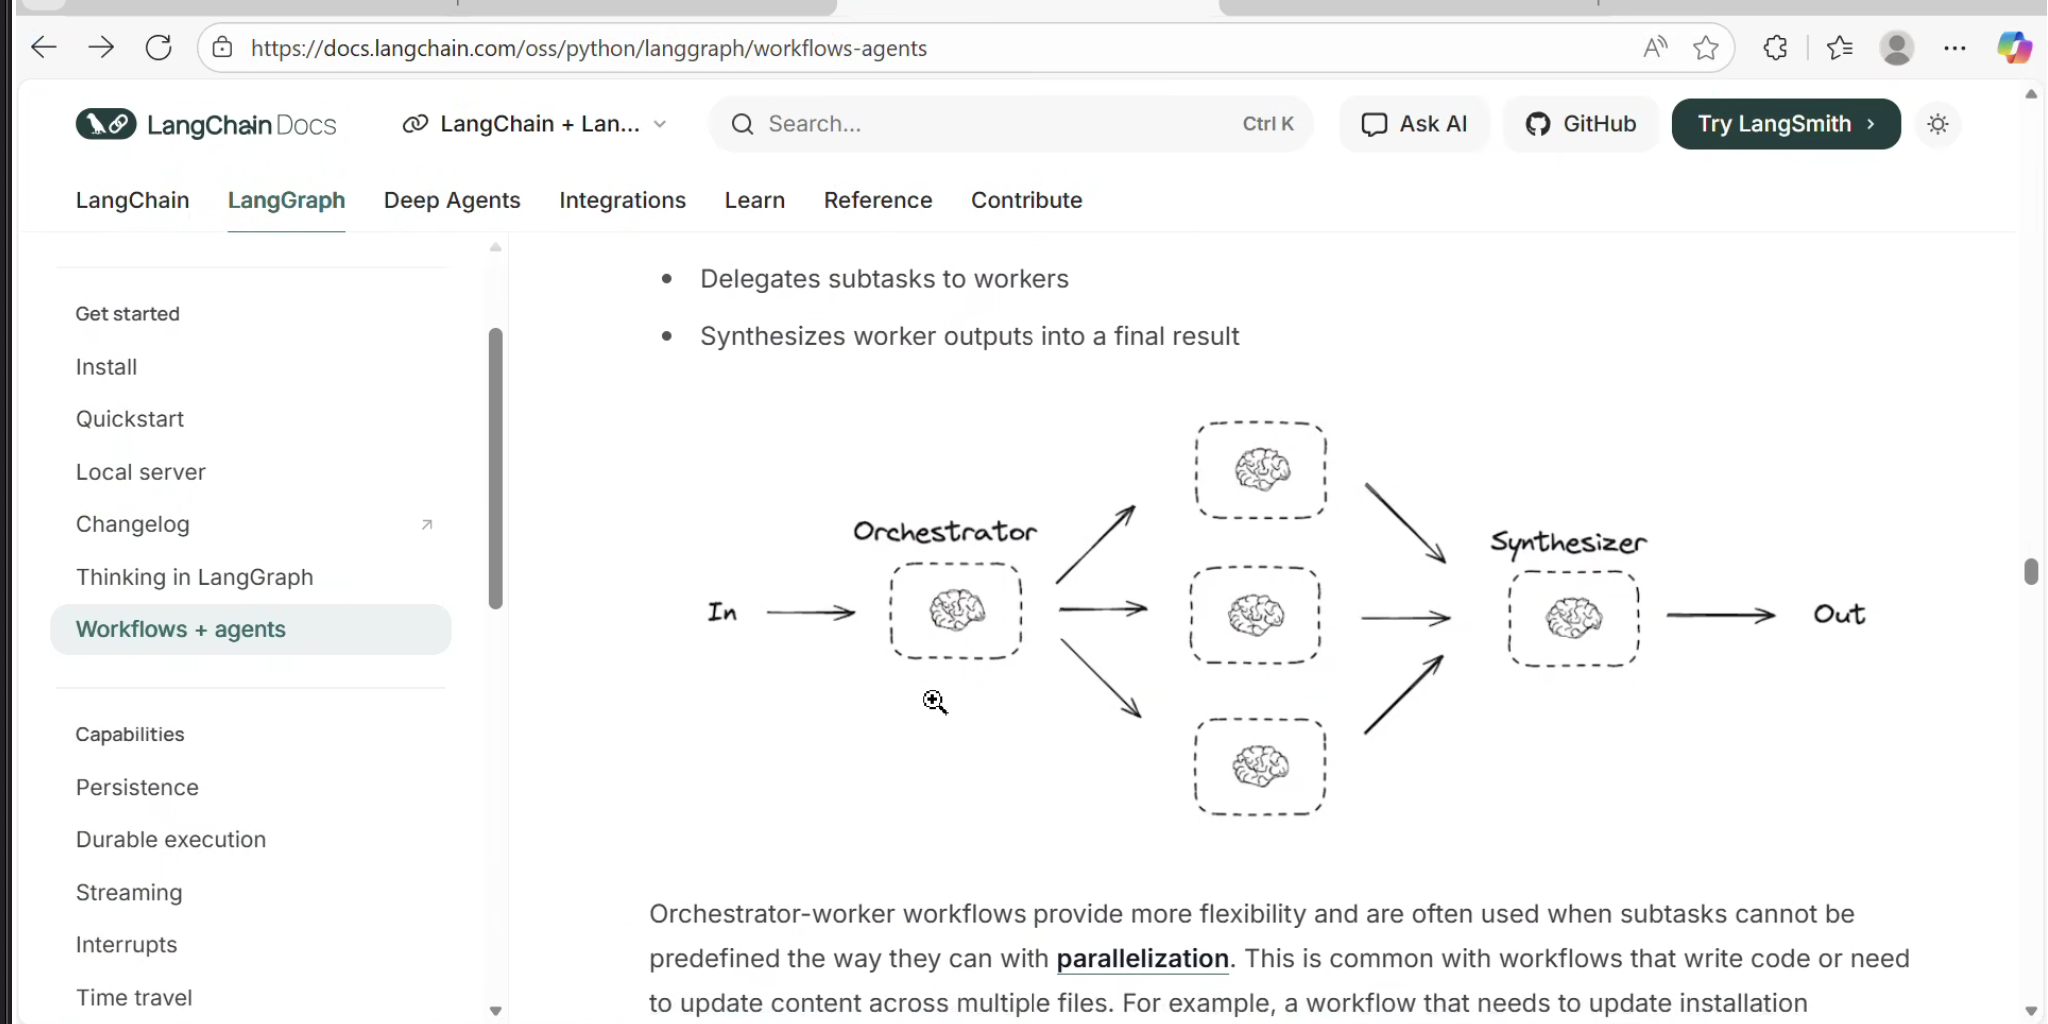 https://docs.langchain.com/oss/python/langgraph/workflows-agents
LangChain Docs
LangChain + Lan...
Search...
Ctrl K
Ask AI
GitHub
Try LangSmith
LangChain
LangGraph
Deep Agents
Integrations
Learn
Reference
Contribute
Get started
Install
Quickstart
Local server
Changelog
Thinking in LangGraph
Workflows + agents
Capabilities
Persistence
Durable execution
Streaming
Interrupts
Time travel
Delegates subtasks to workers
Synthesizes worker outputs into a final result
In
Orchestrator
Synthesizer
Out
Orchestrator-worker workflows provide more flexibility and are often used when subtasks cannot be
predefined the way they can with parallelization. This is common with workflows that write code or need
to update content across multiple files. For example, a workflow that needs to update installation